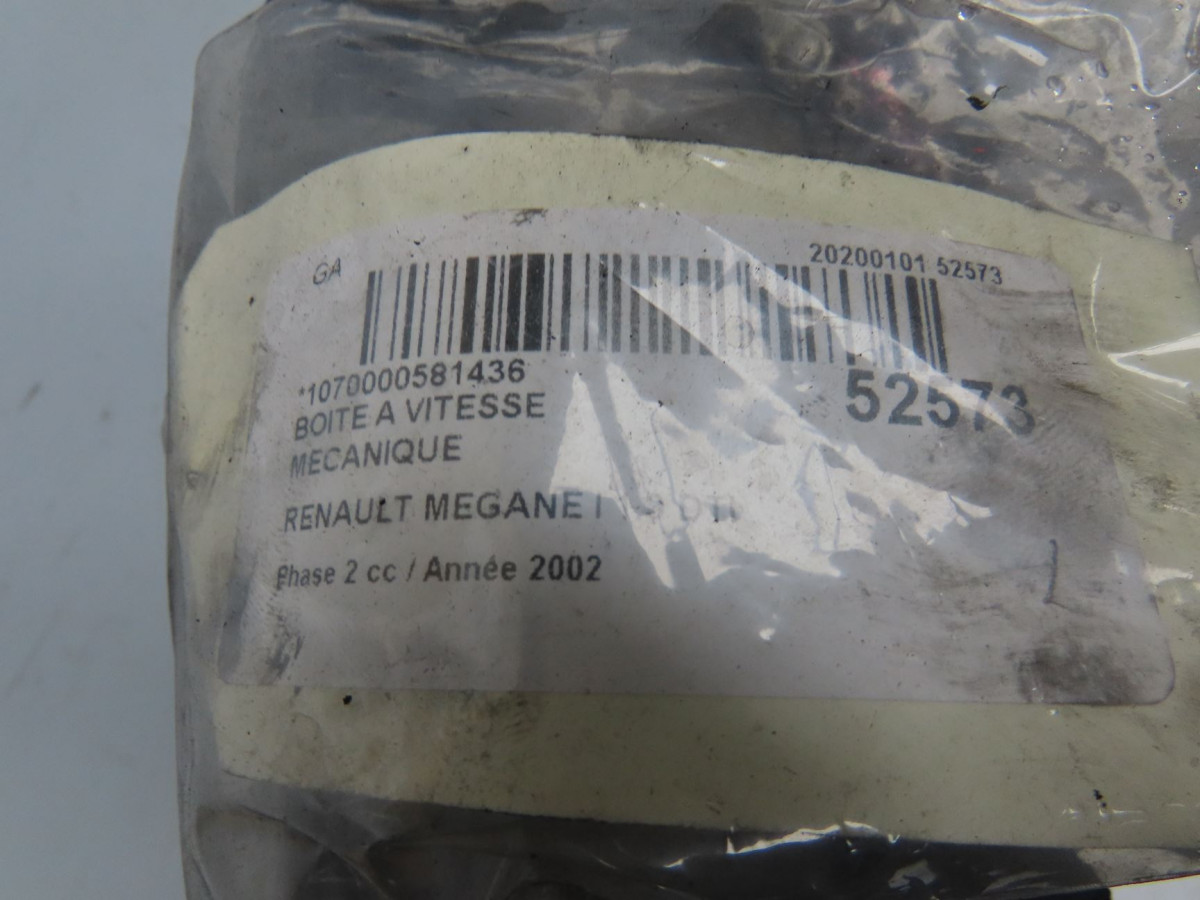 GA
20200101 52573
*1070000581436
52573
BOITE A VITESSE
MECANIQUE
RENAULT MEGANE I
Phase 2 cc / Année 2002